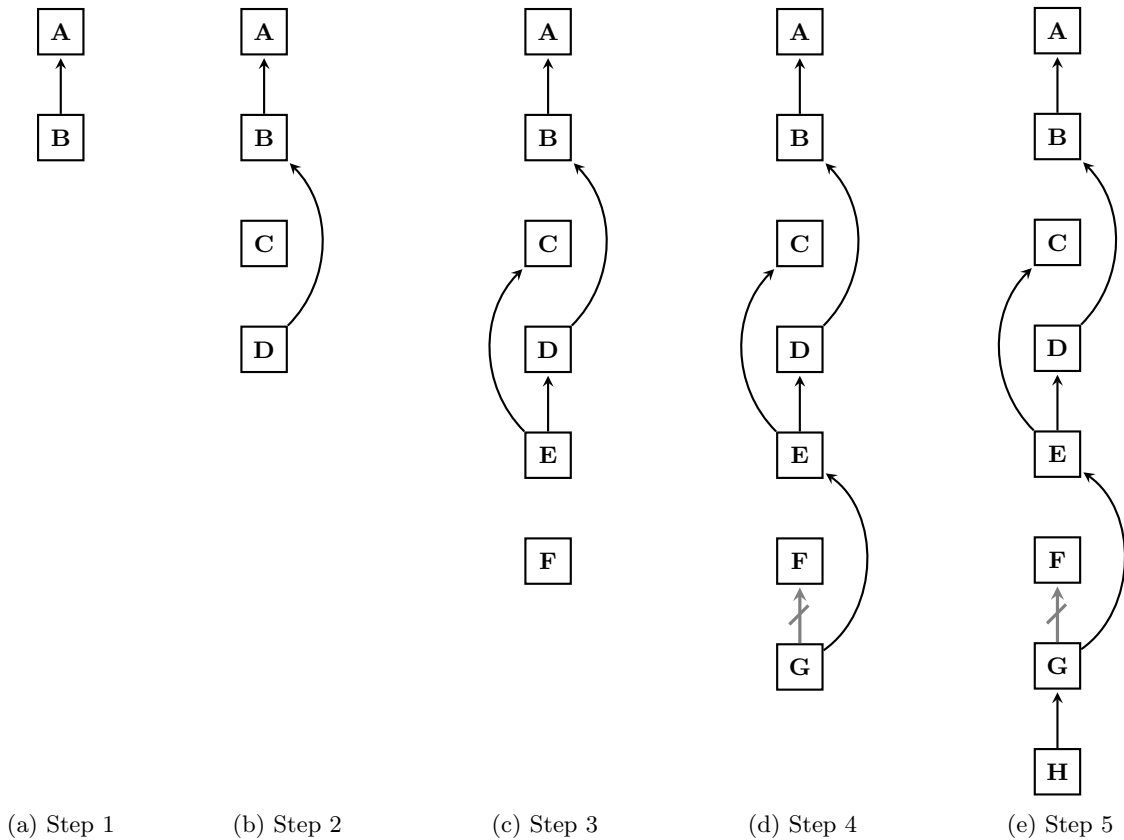 A A A A A
B B B B B
C C C C
D D D D
E E E
F F F
G G
H
(a) Step 1 (b) Step 2 (c) Step 3 (d) Step 4 (e) Step 5